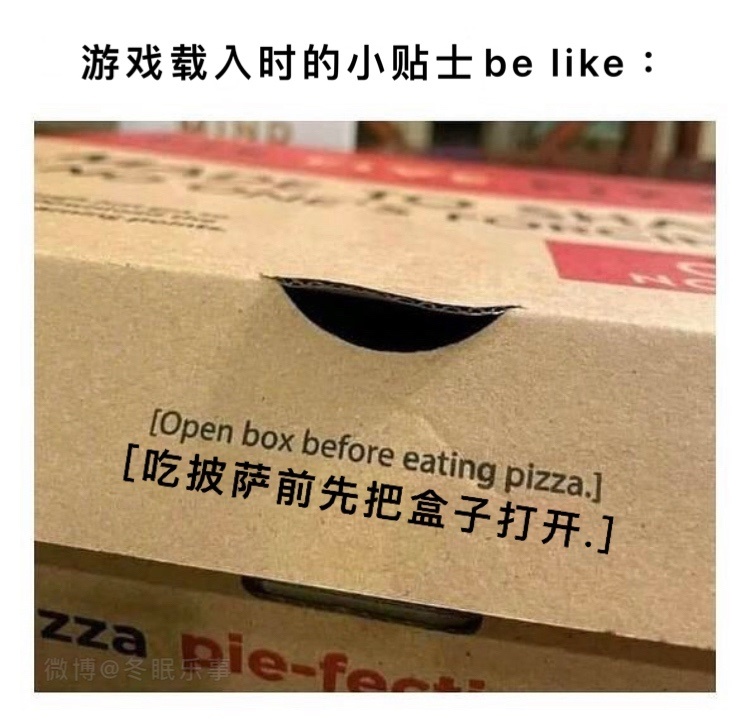 游戏载入时的小贴士be like：
MIND
[Open box before eating pizza.]
[吃披萨前先把盒子打开.]
zza pie-fecti
微博@冬眠乐事